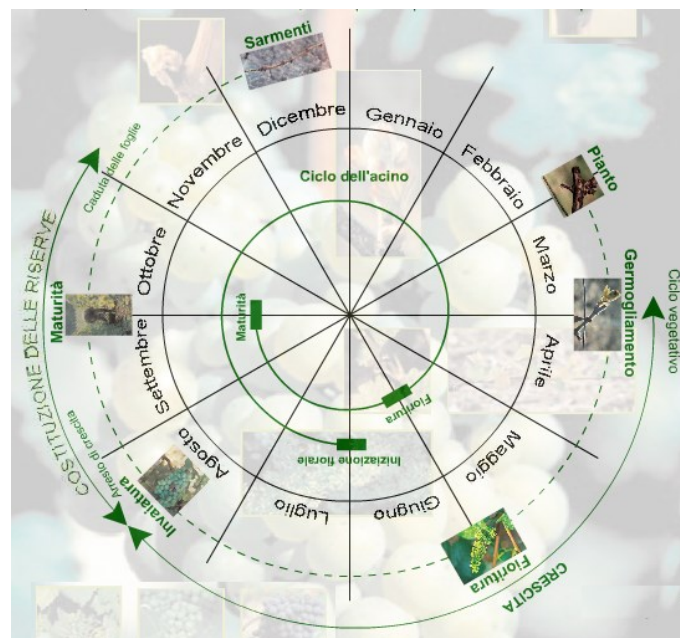 Sarmenti
Dicembre
Gennaio
Novembre
Febbraio
Pianto
Caduta delle foglie
Ciclo dell'acino
Ottobre
Marzo
COSTITUZIONE DELLE RISERVE
Maturità
Maturità
Germogliamento
Ciclo vegetativo
Settembre
Aprile
Fioritura
Arresto di crescita
Agosto
Iniziazione fiorale
Maggio
Invaiatura
Luglio
Giugno
Fioritura
CRESCITA